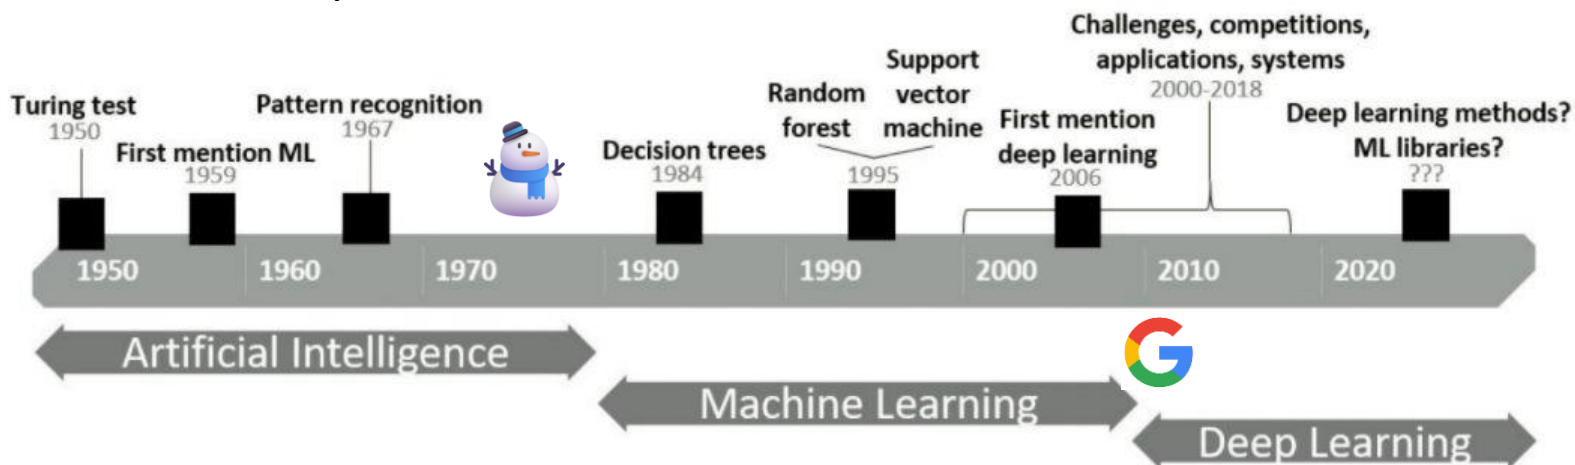 Turing test
1950
First mention ML
1959
Pattern recognition
1967
Decision trees
1984
Random
forest
Support
vector
machine
1995
First mention
deep learning
2006
Challenges, competitions,
applications, systems
2000-2018
Deep learning methods?
ML libraries?
???
1950 1960 1970 1980 1990 2000 2010 2020
Artificial Intelligence
Machine Learning
Deep Learning